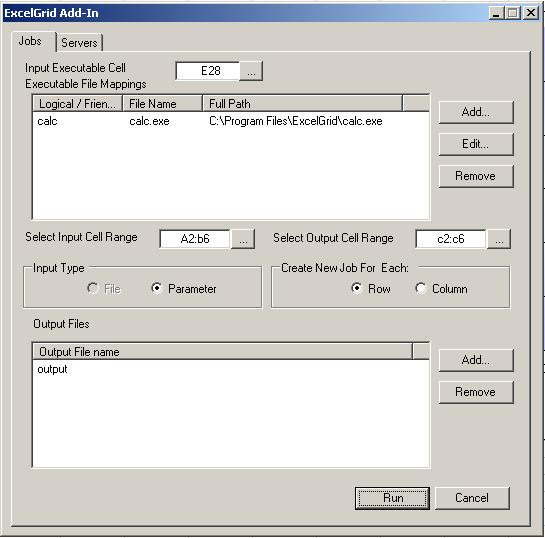 ExcelGrid Add-In
Jobs Servers
Input Executable Cell E28 ...
Executable File Mappings
Logical / Frien... File Name Full Path
calc calc.exe C:\Program Files\ExcelGrid\calc.exe
Add...
Edit...
Remove
Select Input Cell Range A2:b6 ... Select Output Cell Range c2:c6 ...
Input Type Create New Job For Each:
File Parameter Row Column
Output Files
Output File name
output
Add...
Remove
Run Cancel